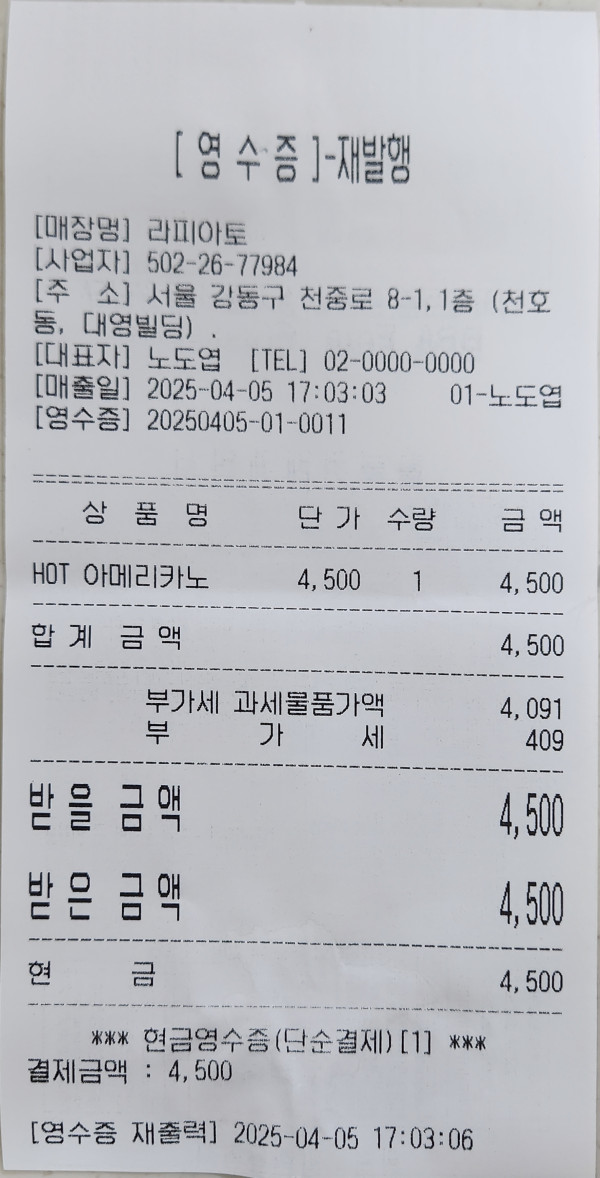 [ 영 수 증 ]-재발행
[매장명] 라피아토
[사업자] 502-26-77984
[주 소] 서울 강동구 천중로 8-1,1층 (천호
동, 대영빌딩) .
[대표자] 노도엽 [TEL] 02-0000-0000
[매출일] 2025-04-05 17:03:03 01-노도엽
[영수증] 20250405-01-0011
상 품 명 단 가 수량 금 액
HOT 아메리카노 4,500 1 4,500
합 계 금 액 4,500
부가세 과세물품가액 4,091
부 가 세 409
받 을 금 액 4,500
받 은 금 액 4,500
현 금 4,500
*** 현금영수증(단순결제)[1] ***
결제금액 : 4,500
[영수증 재출력] 2025-04-05 17:03:06